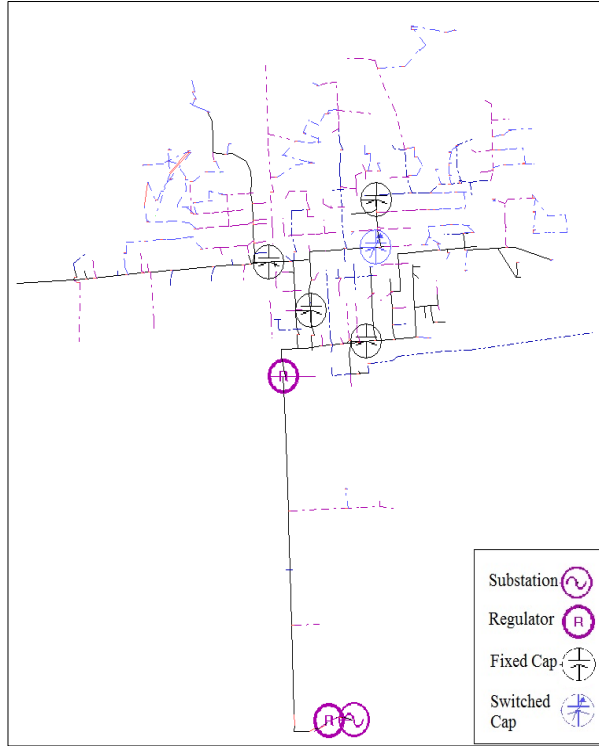 R
R
Substation
Regulator R
Fixed Cap
Switched
Cap